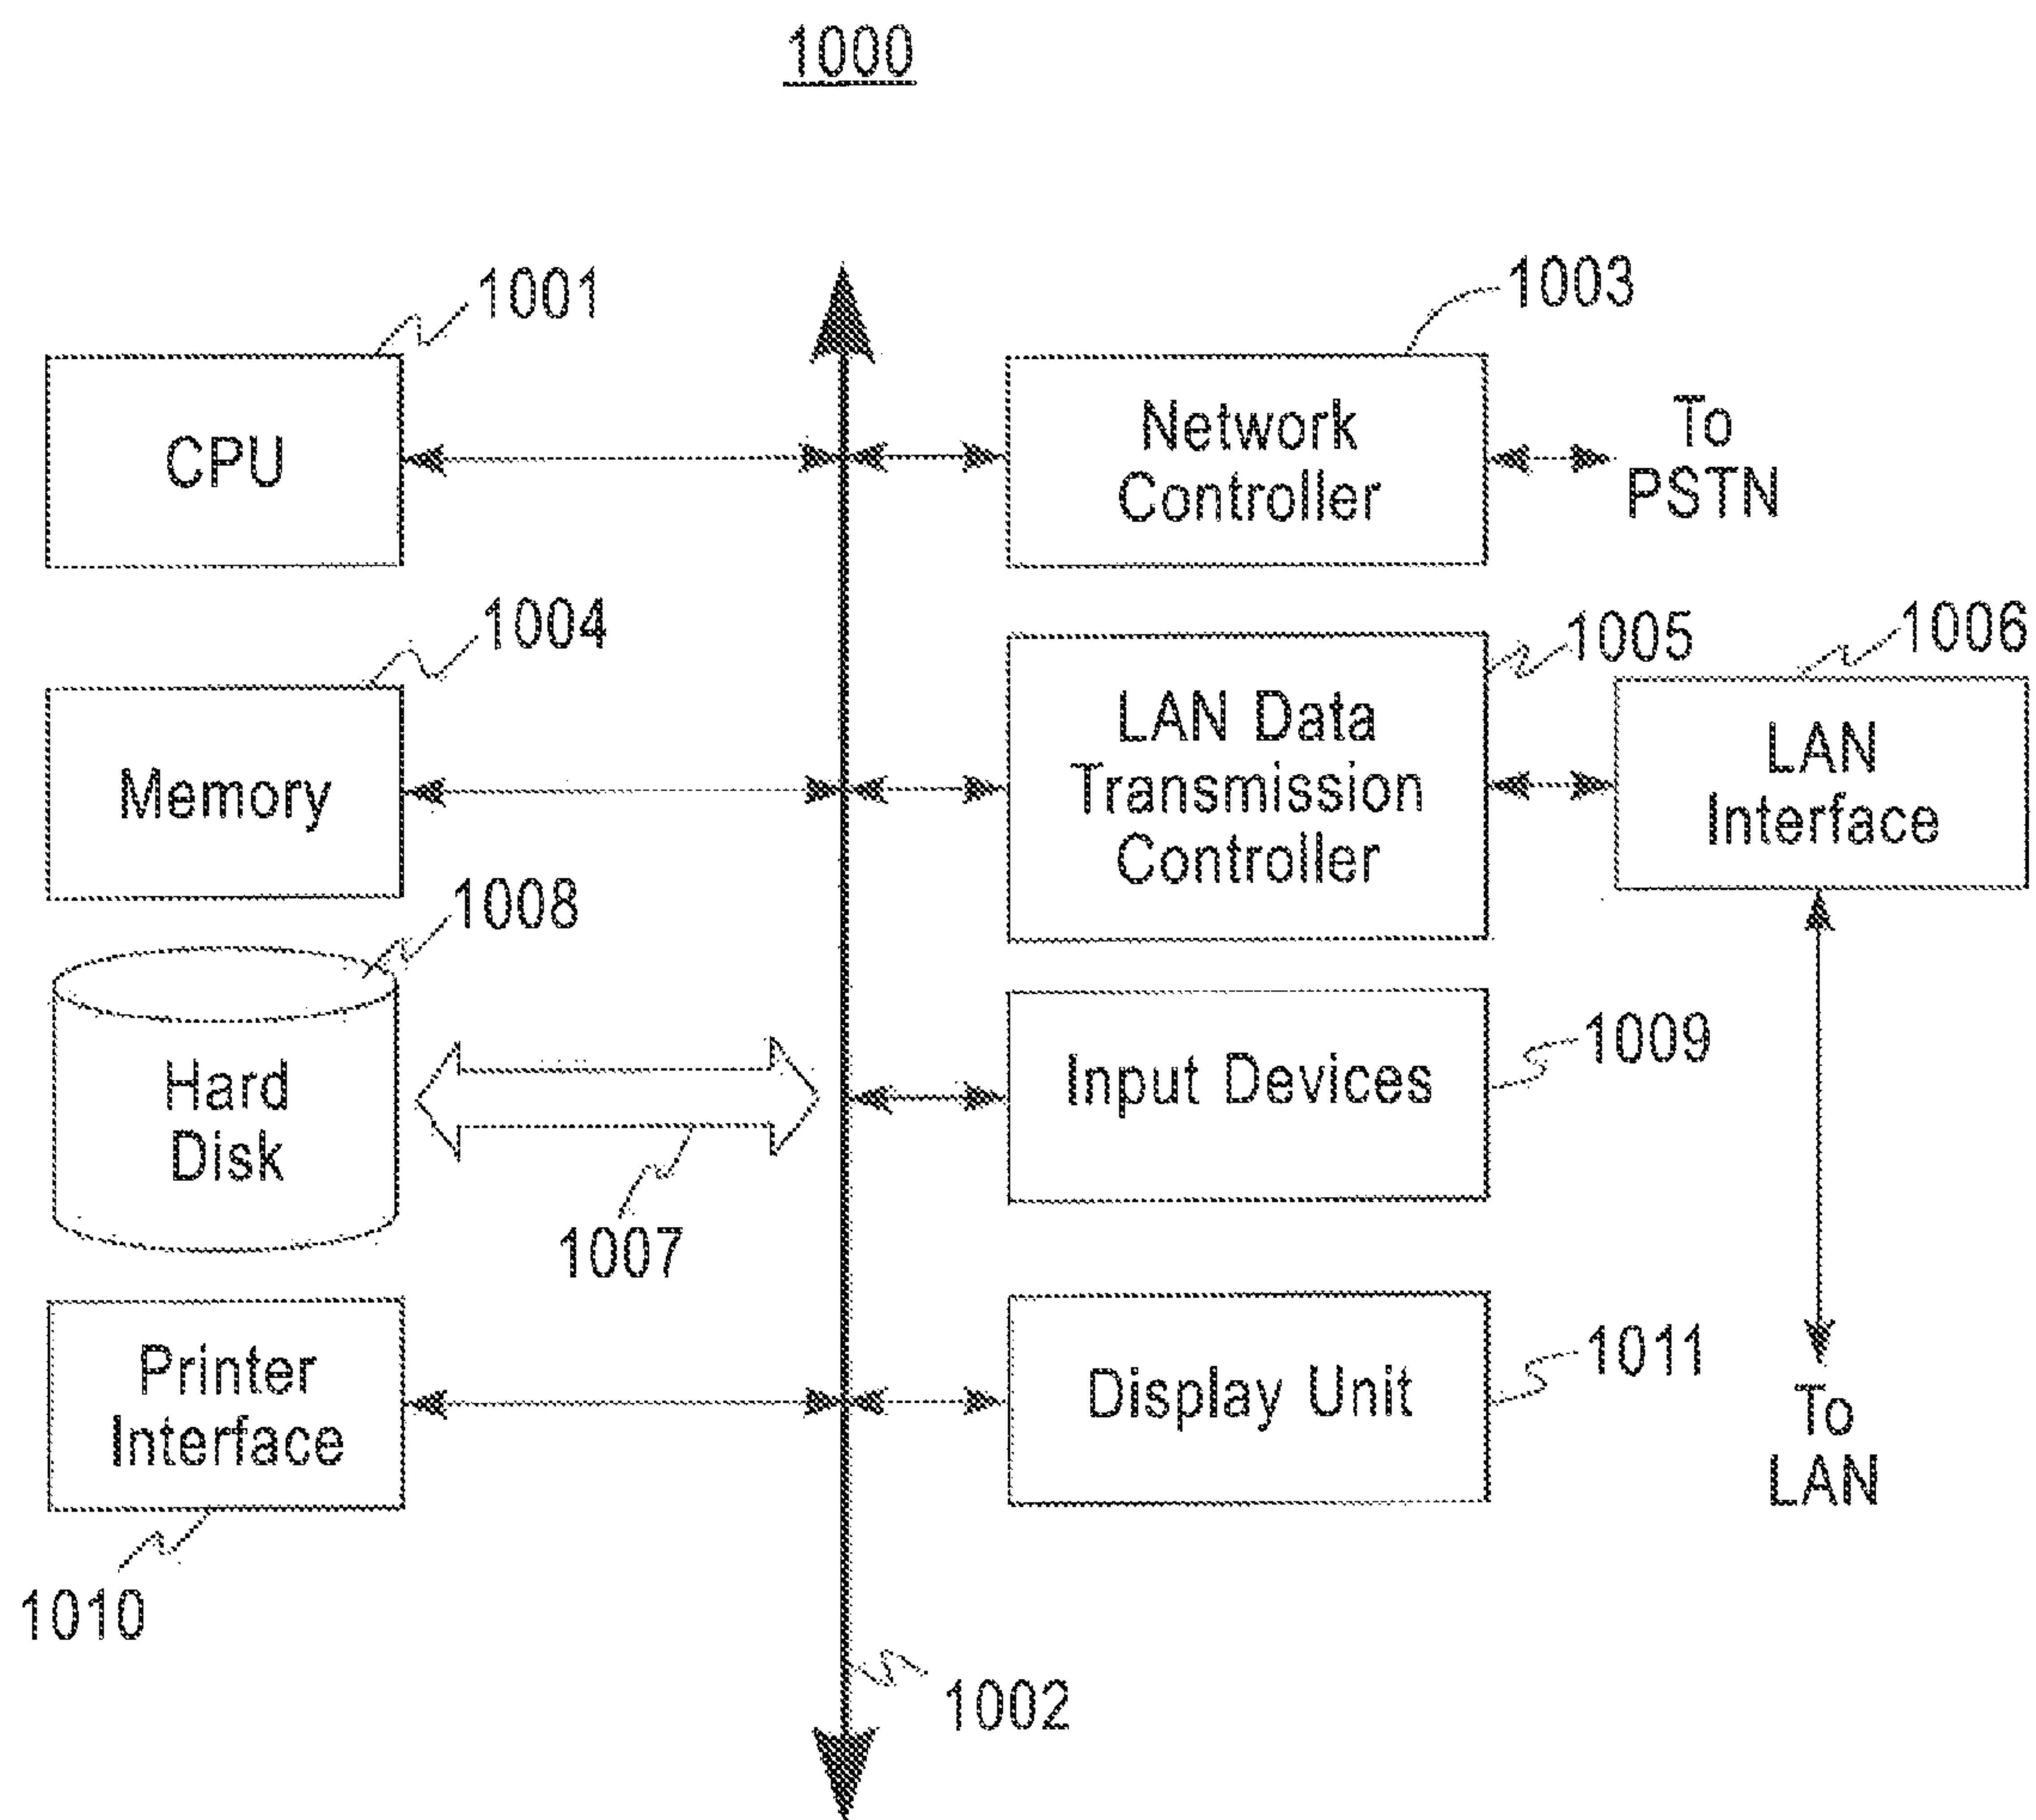 1000
1001
1003
CPU
Network
Controller
To
PSTN
1004
1005
1006
Memory
LAN Data
Transmission
Controller
LAN
Interface
1008
Hard
Disk
1007
Input Devices
1009
Printer
Interface
1010
Display Unit
1011
To
LAN
1002